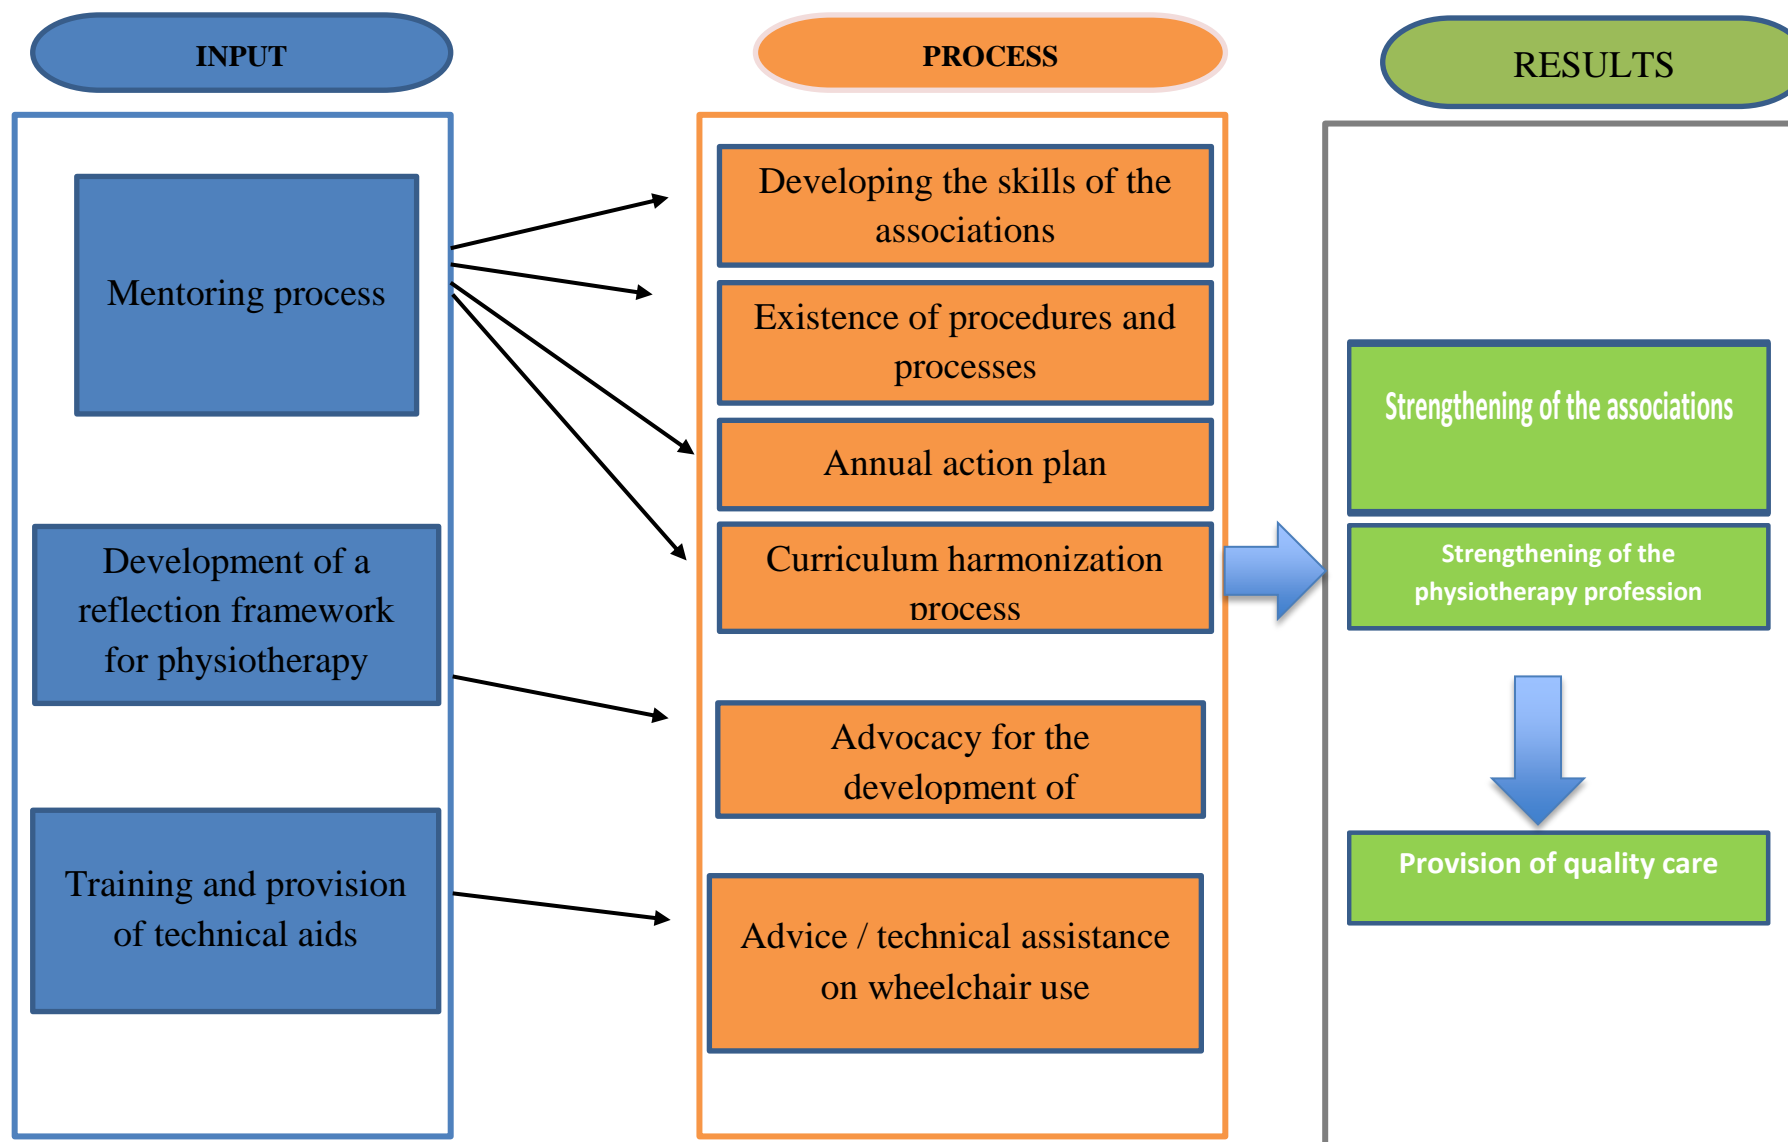 INPUT
PROCESS
RESULTS
Mentoring process
Development of a
reflection framework
for physiotherapy
Training and provision
of technical aids
Developing the skills of the
associations
Existence of procedures and
processes
Annual action plan
Curriculum harmonization
process
Advocacy for the
development of
Advice / technical assistance
on wheelchair use
Strengthening of the associations
Strengthening of the
physiotherapy profession
Provision of quality care